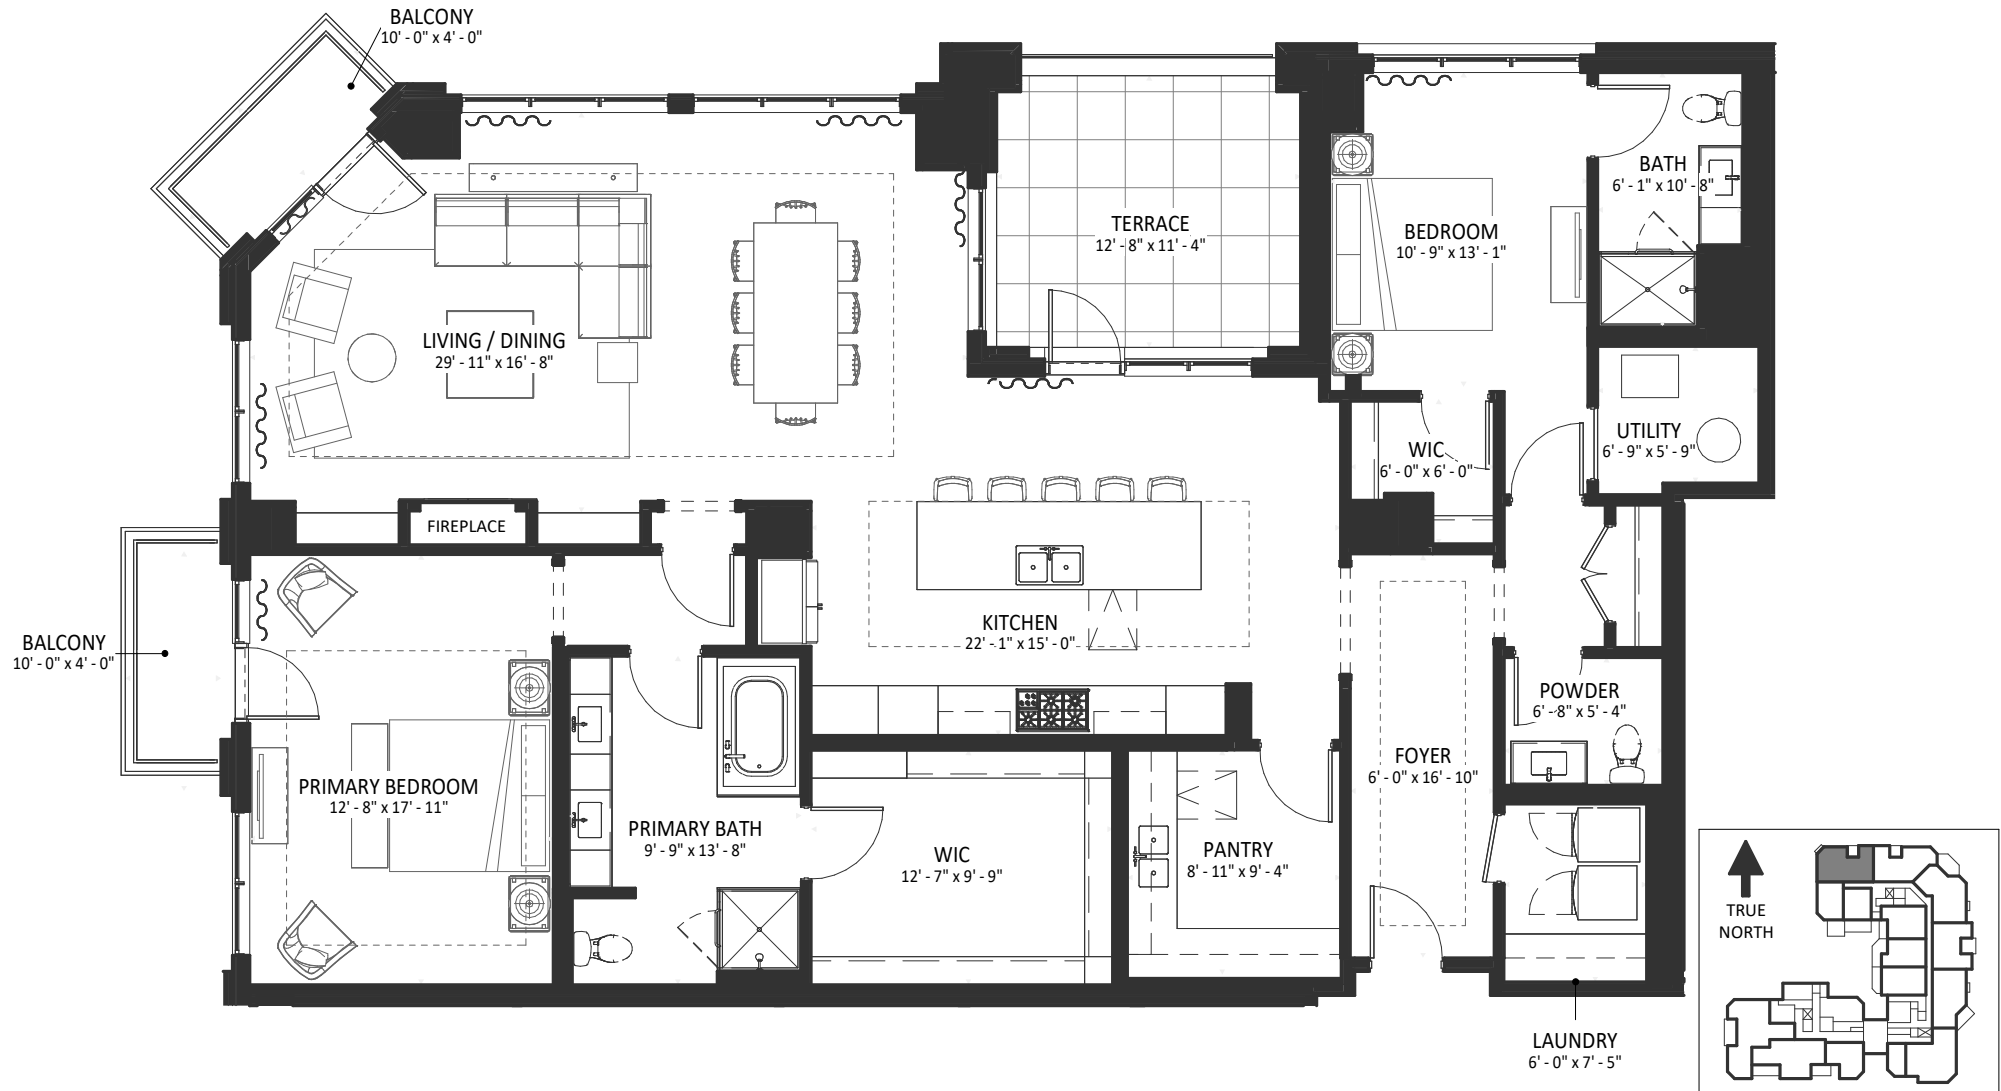 BALCONY
10' - 0" x 4' - 0"
TERRACE
12' - 8" x 11' - 4"
BEDROOM
10' - 9" x 13' - 1"
BATH
6' - 1" x 10' - 8"
LIVING / DINING
29' - 11" x 16' - 8"
WIC
6' - 0" x 6' - 0"
UTILITY
6' - 9" x 5' - 9"
FIREPLACE
BALCONY
10' - 0" x 4' - 0"
KITCHEN
22' - 1" x 15' - 0"
POWDER
6' - 8" x 5' - 4"
FOYER
6' - 0" x 16' - 10"
PRIMARY BEDROOM
12' - 8" x 17' - 11"
PRIMARY BATH
9' - 9" x 13' - 8"
WIC
12' - 7" x 9' - 9"
PANTRY
8' - 11" x 9' - 4"
LAUNDRY
6' - 0" x 7' - 5"
TRUE
NORTH